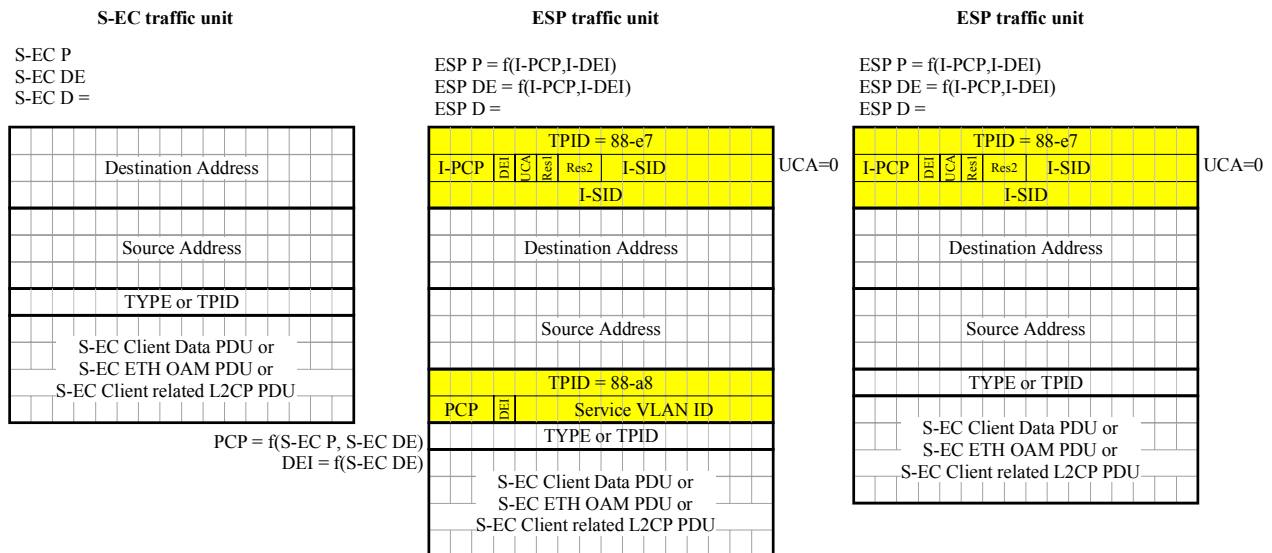 S-EC traffic unit
S-EC P
S-EC DE
S-EC D =
Destination Address
Source Address
TYPE or TPID
S-EC Client Data PDU or
S-EC ETH OAM PDU or
S-EC Client related L2CP PDU
ESP traffic unit
ESP P = f(I-PCP,I-DEI)
ESP DE = f(I-PCP,I-DEI)
ESP D =
TPID = 88-e7
I-PCP DEI UCA Res1 Res2 I-SID
UCA=0
I-SID
Destination Address
Source Address
TPID = 88-a8
PCP DEI Service VLAN ID
PCP = f(S-EC P, S-EC DE)
DEI = f(S-EC DE)
TYPE or TPID
S-EC Client Data PDU or
S-EC ETH OAM PDU or
S-EC Client related L2CP PDU
ESP traffic unit
ESP P = f(I-PCP,I-DEI)
ESP DE = f(I-PCP,I-DEI)
ESP D =
TPID = 88-e7
I-PCP DEI UCA Res1 Res2 I-SID
UCA=0
I-SID
Destination Address
Source Address
TYPE or TPID
S-EC Client Data PDU or
S-EC ETH OAM PDU or
S-EC Client related L2CP PDU